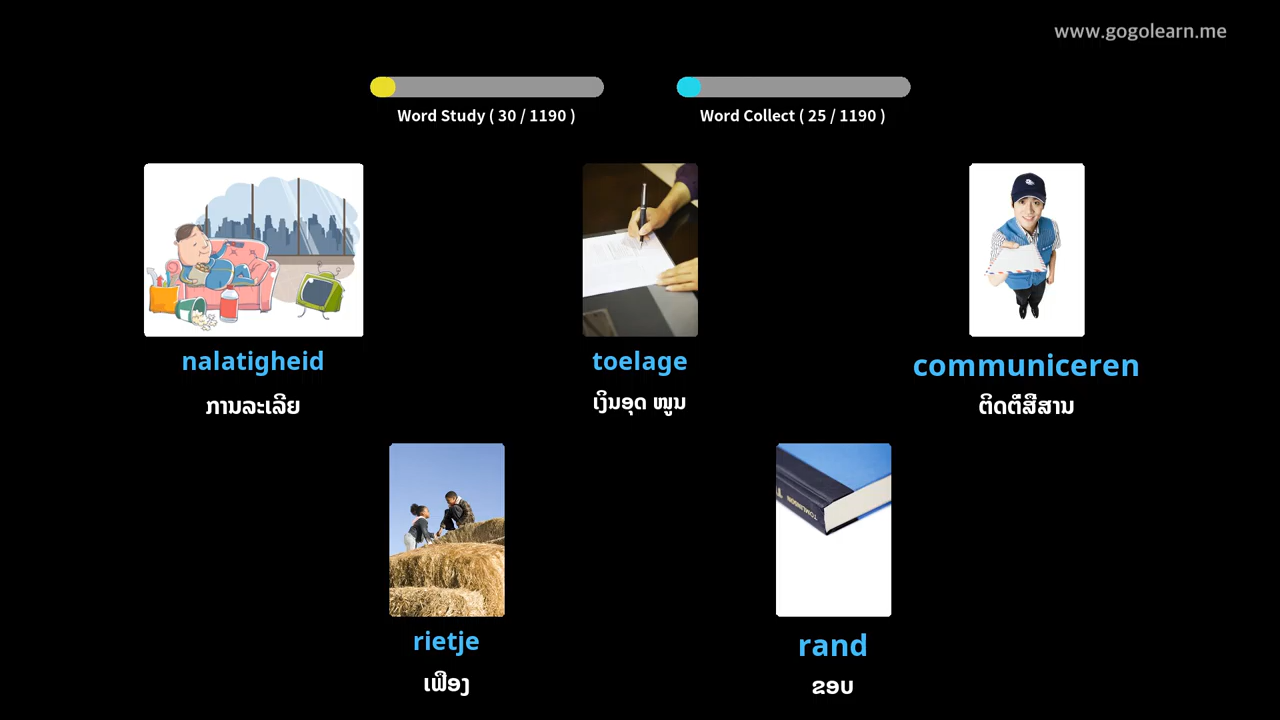 www.gogolearn.me
Word Study ( 30 / 1190 )
Word Collect ( 25 / 1190 )
nalatigheid
ການລະເລີຍ
toelage
ເງິນອຸດ ໜູນ
communiceren
ຕິດຕໍ່ສື່ສານ
TOMLINSON
rietje
ເຟືອງ
rand
ຂອບ